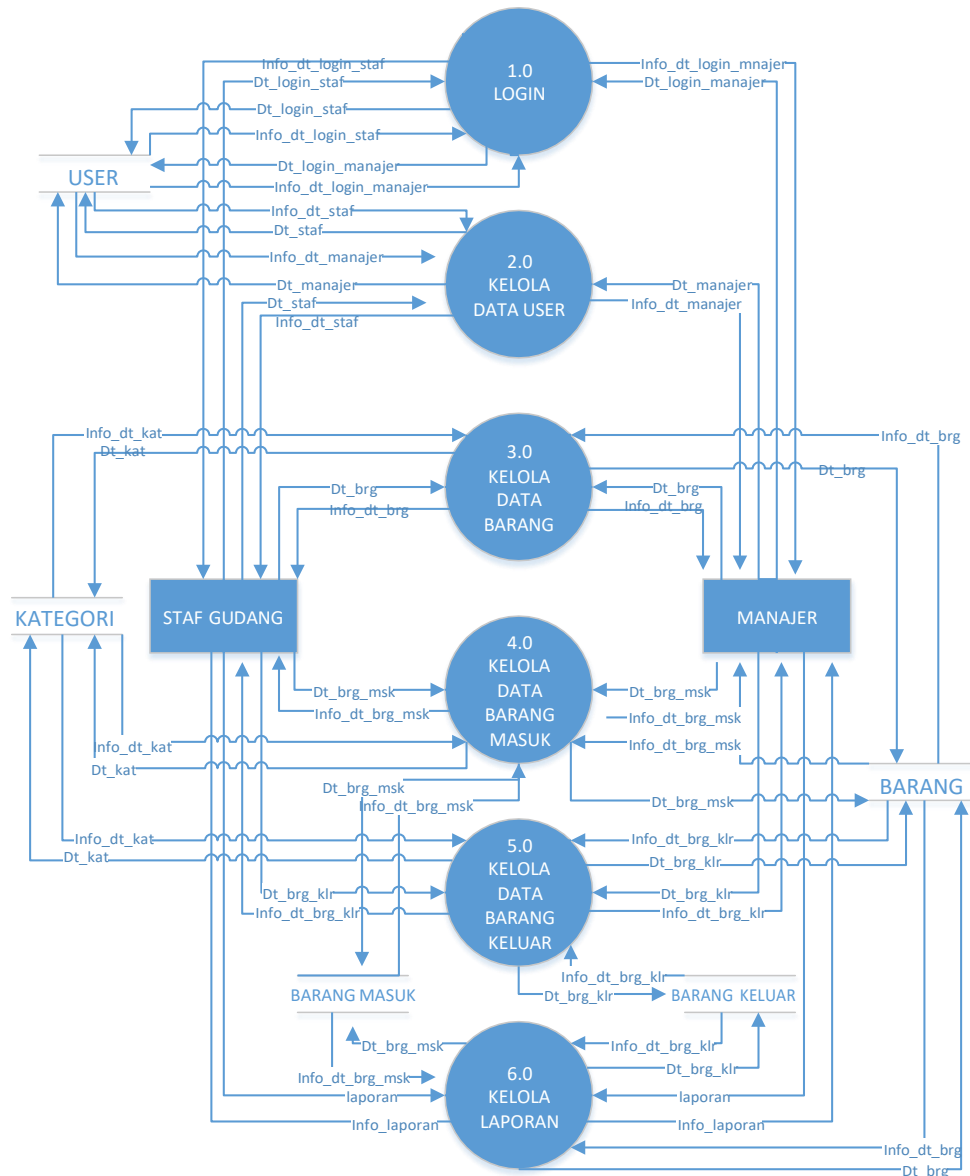 1.0
LOGIN
Info_dt_login_staf
Info_dt_login_mnajer
Dt_login_staf
Dt_login_manajer
Dt_login_staf
Info_dt_login_staf
Dt_login_manajer
USER
Info_dt_login_manajer
Info_dt_staf
Dt_staf
Info_dt_manajer
2.0
KELOLA
DATA USER
Dt_manajer
Dt_manajer
Dt_staf
Info_dt_manajer
Info_dt_staf
Info_dt_kat
Info_dt_brg
Dt_kat
3.0
KELOLA
DATA
BARANG
Dt_brg
Dt_brg
Dt_brg
Info_dt_brg
Info_dt_brg
KATEGORI
STAF GUDANG
MANAJER
4.0
KELOLA
DATA
BARANG
MASUK
Dt_brg_msk
Dt_brg_msk
Info_dt_brg_msk
Info_dt_brg_msk
Info_dt_kat
Info_dt_brg_msk
Dt_kat
Dt_brg_msk
Info_dt_brg_msk
Dt_brg_msk
BARANG
Info_dt_kat
Info_dt_brg_klr
Dt_kat
5.0
KELOLA
DATA
BARANG
KELUAR
Dt_brg_klr
Dt_brg_klr
Dt_brg_klr
Info_dt_brg_klr
Info_dt_brg_klr
Info_dt_brg_klr
Dt_brg_klr
BARANG MASUK
BARANG KELUAR
Dt_brg_msk
Info_dt_brg_klr
Info_dt_brg_msk
Dt_brg_klr
6.0
KELOLA
LAPORAN
laporan
laporan
Info_laporan
Info_laporan
Info_dt_brg
Dt_brg